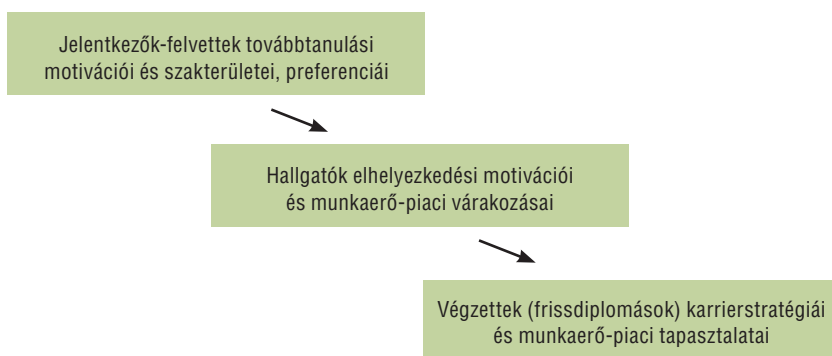 Jelentkezők-felvettek továbbtanulási
motivációi és szakterületei, preferenciái
Hallgatók elhelyezkedési motivációi
és munkaerő-piaci várakozásai
Végzettek (frissdiplomások) karrierstratégiái
és munkaerő-piaci tapasztalatai